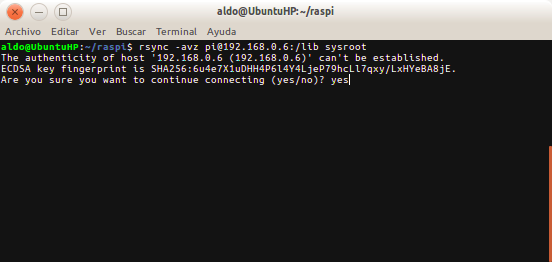 aldo@UbuntuHP:~/raspi
Archivo Editar Ver Buscar Terminal Ayuda
aldo@UbuntuHP:~/raspi$ rsync -avz pi@192.168.0.6:/lib sysroot
The authenticity of host '192.168.0.6 (192.168.0.6)' can't be established.
ECDSA key fingerprint is SHA256:6u4e7X1uDHH4P6l4Y4LjeP79hcLl7qxy/LxHYeBA8jE.
Are you sure you want to continue connecting (yes/no)? yes